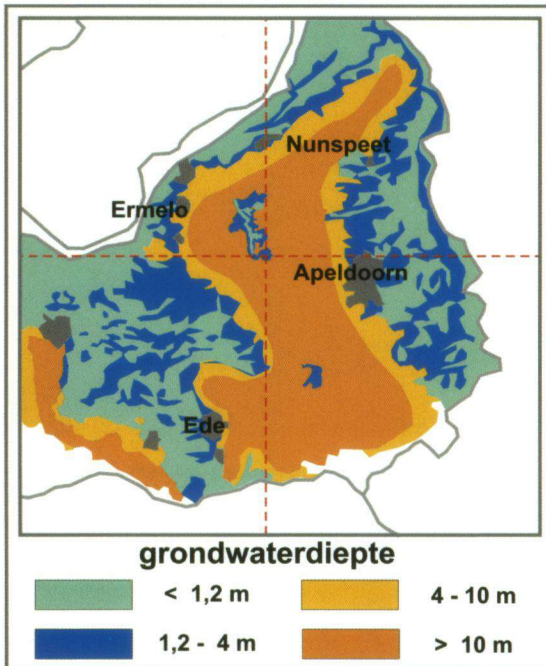 Nunspeet
Ermelo
Apeldoorn
Ede
grondwaterdiepte
< 1,2 m
4 - 10 m
1,2 - 4 m
> 10 m